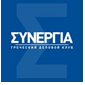 ΣΥΝΕΡΓΙΑ
ГРЕЧЕСКИЙ ДЕЛОВОЙ КЛУБ